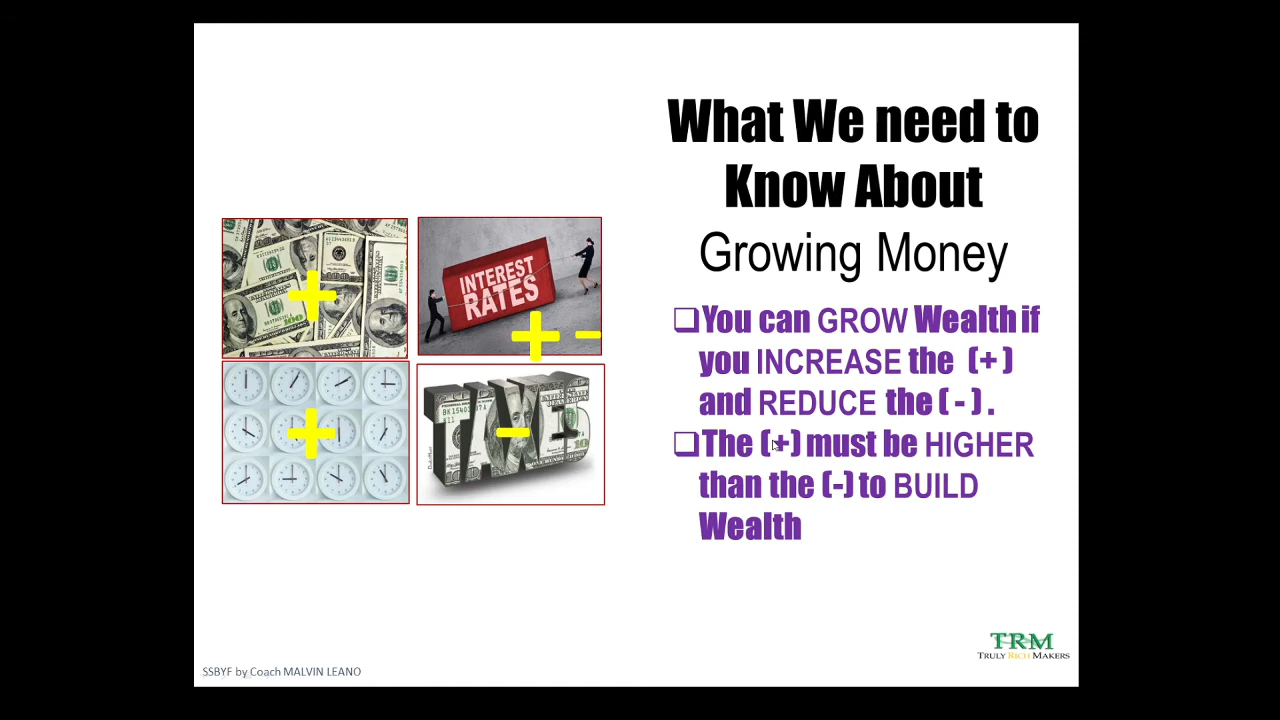 What We need to
Know About
Growing Money
❑You can GROW Wealth if
you INCREASE the (+ )
and REDUCE the ( - ) .
❑The (+) must be HIGHER
than the (-) to BUILD
Wealth
INTEREST
RATES
+ -
+
+
TAXES
-
100
TRM
TRULY RICH MAKERS
SSBYF by Coach MALVIN LEANO